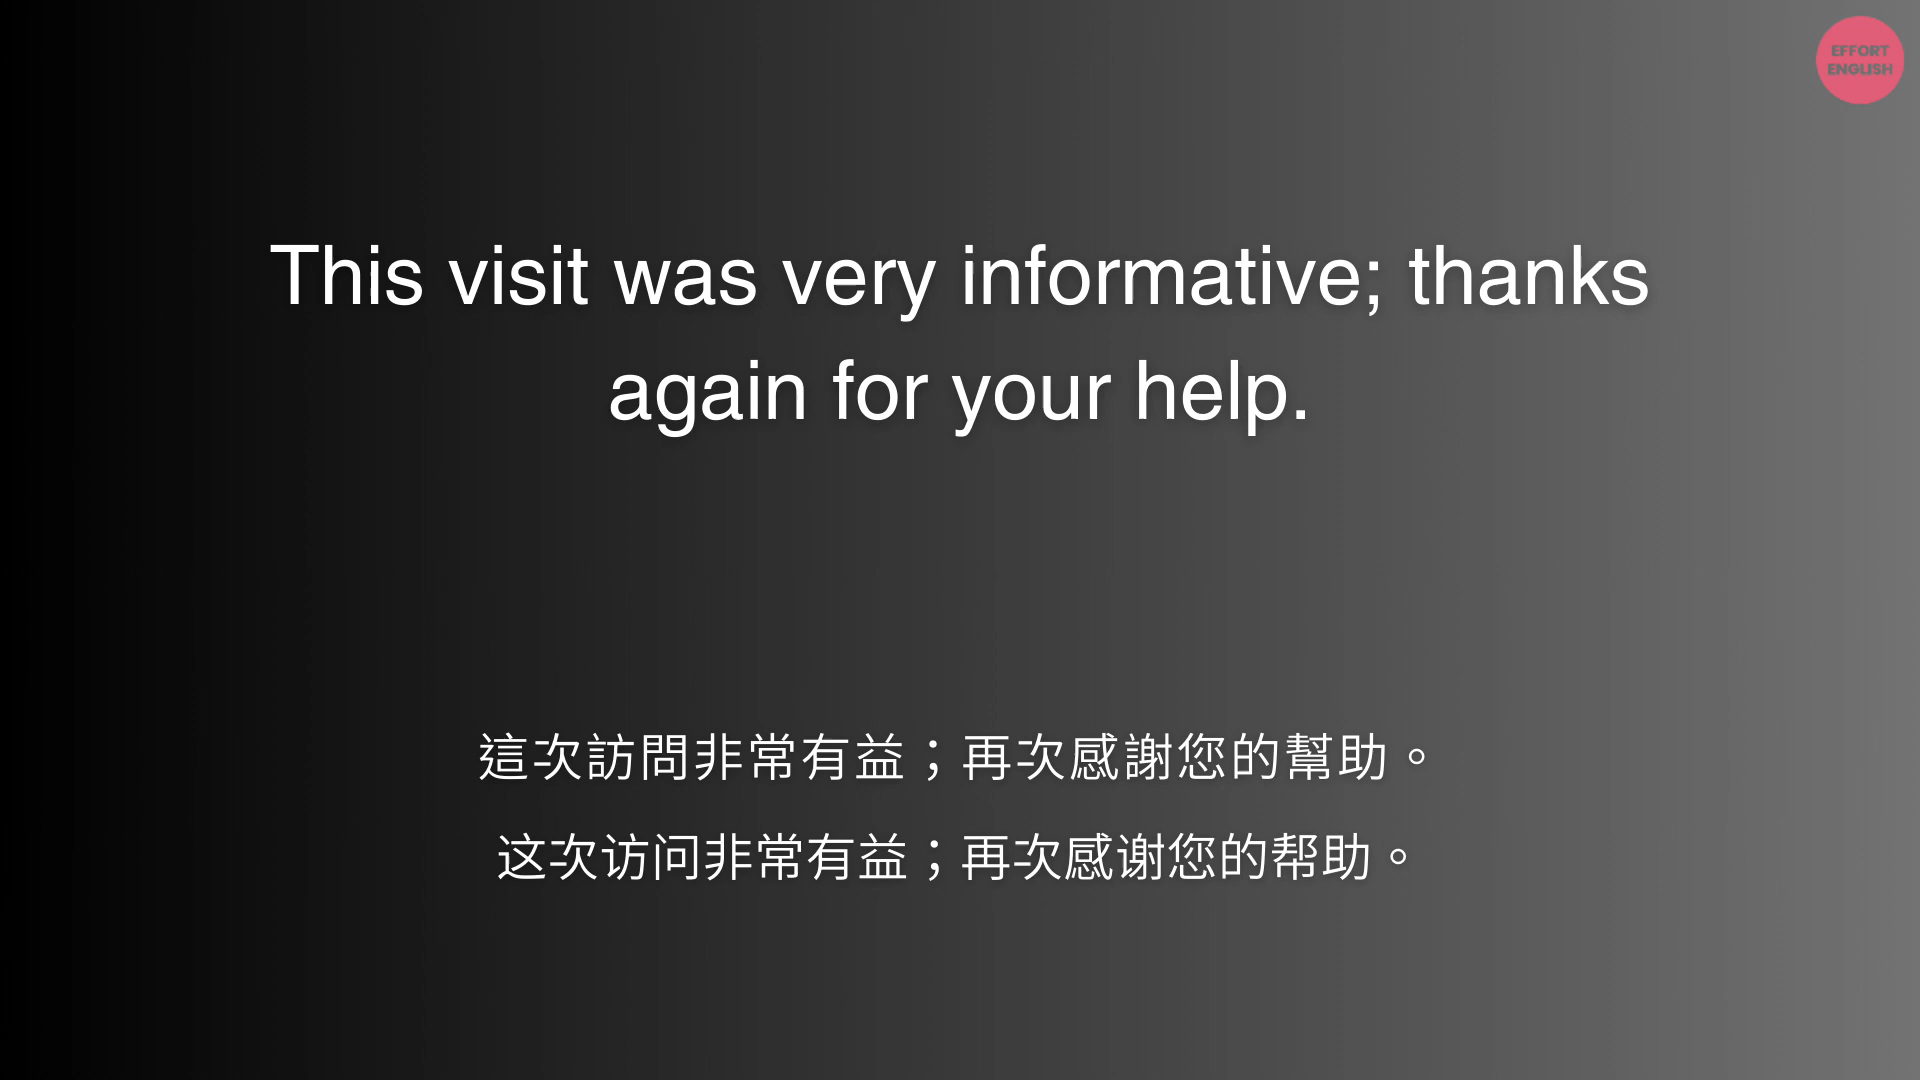 EFFORT
ENGLISH
This visit was very informative; thanks
again for your help.
這次訪問非常有益；再次感謝您的幫助。
这次访问非常有益；再次感谢您的帮助。